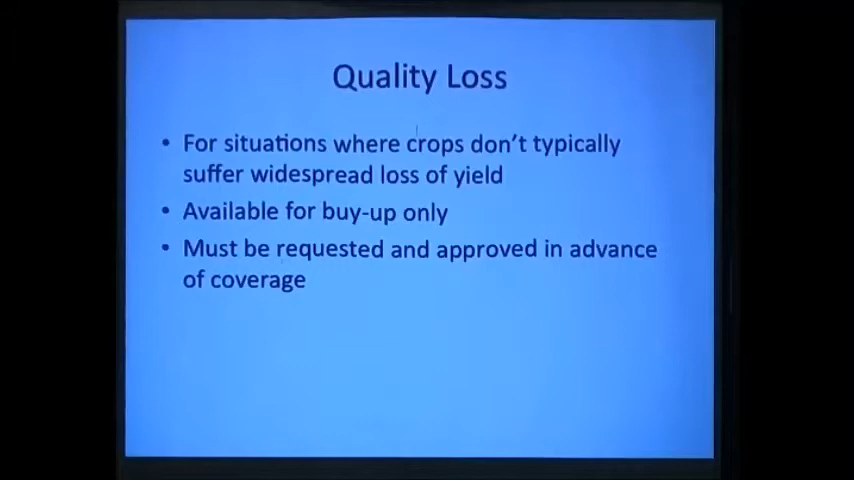 Quality Loss
• For situations where crops don't typically
suffer widespread loss of yield
• Available for buy-up only
• Must be requested and approved in advance
of coverage